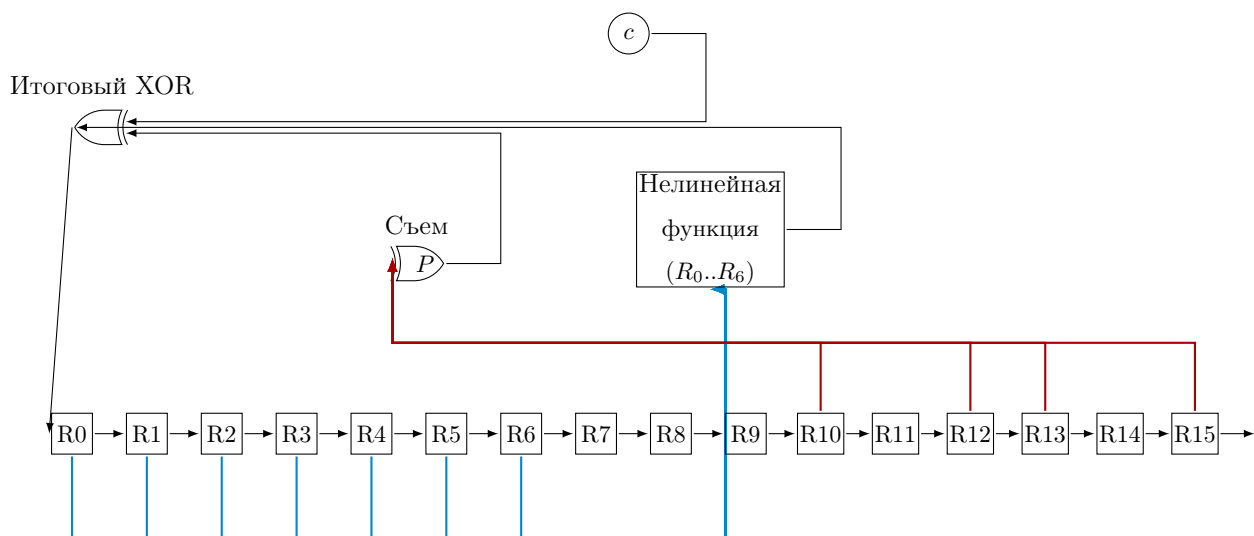 c
Итоговый XOR
Нелинейная
функция
(R₀..R₆)
Съем
P
R0 R1 R2 R3 R4 R5 R6 R7 R8 R9 R10 R11 R12 R13 R14 R15